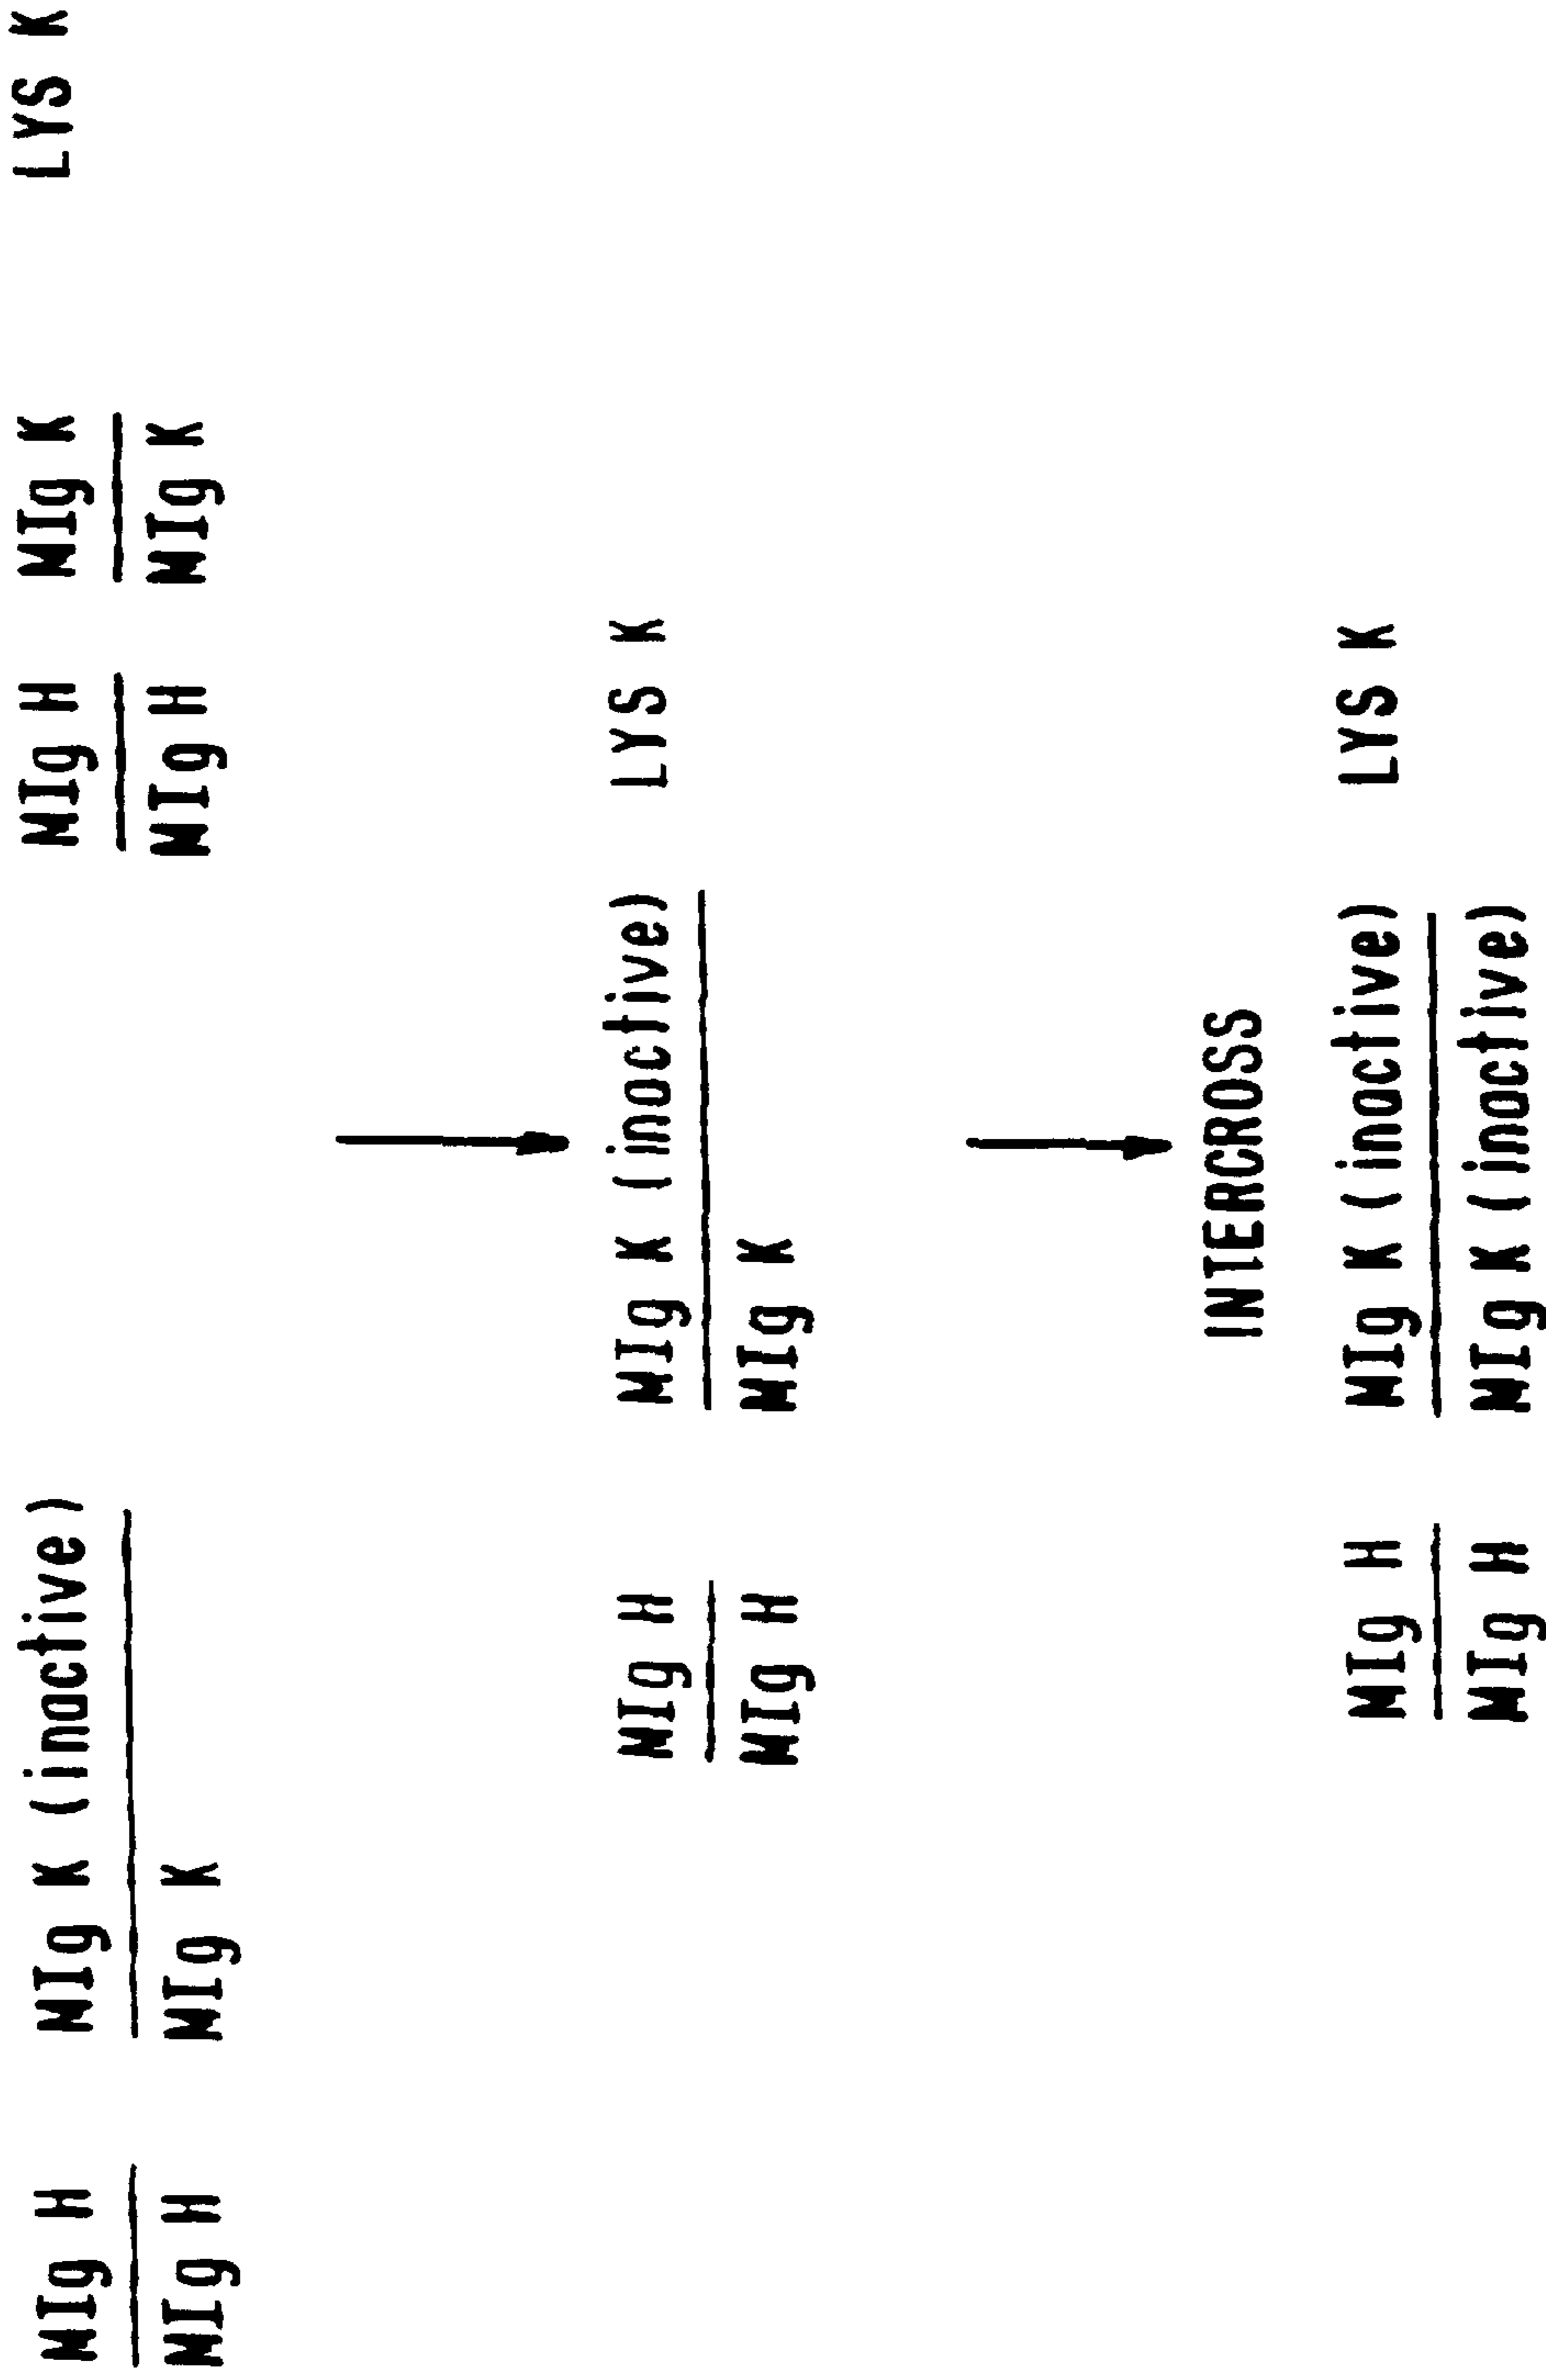 MIg H MIg K (inactive) MIg H MIg K LYS K
MIg H MIg K MIg H MIg K
MIg H MIg K (inactive) LYS K
MIg H MIg K
INTERCROSS
MIg H MIg K (inactive) LYS K
MIg H MIg K (inactive)